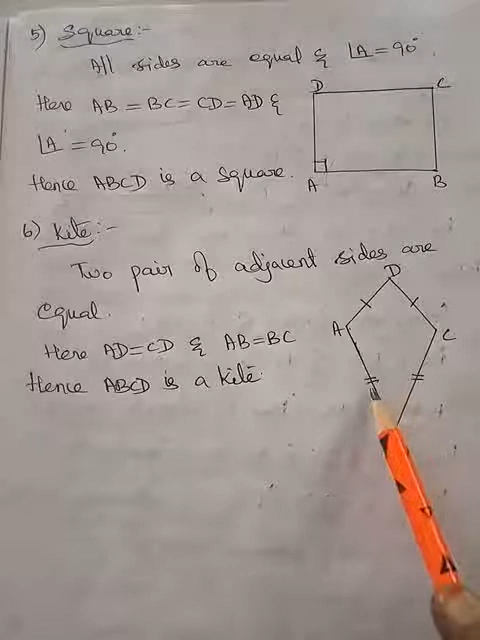 5) Square:-
All sides are equal & ∠A = 90°.
Here AB = BC = CD = AD &
∠A = 90°.
Hence ABCD is a square.
D C
A B
6) Kite:-
Two pair of adjacent sides are
equal.
Here AD = CD & AB = BC
Hence ABCD is a kite.
D
A C